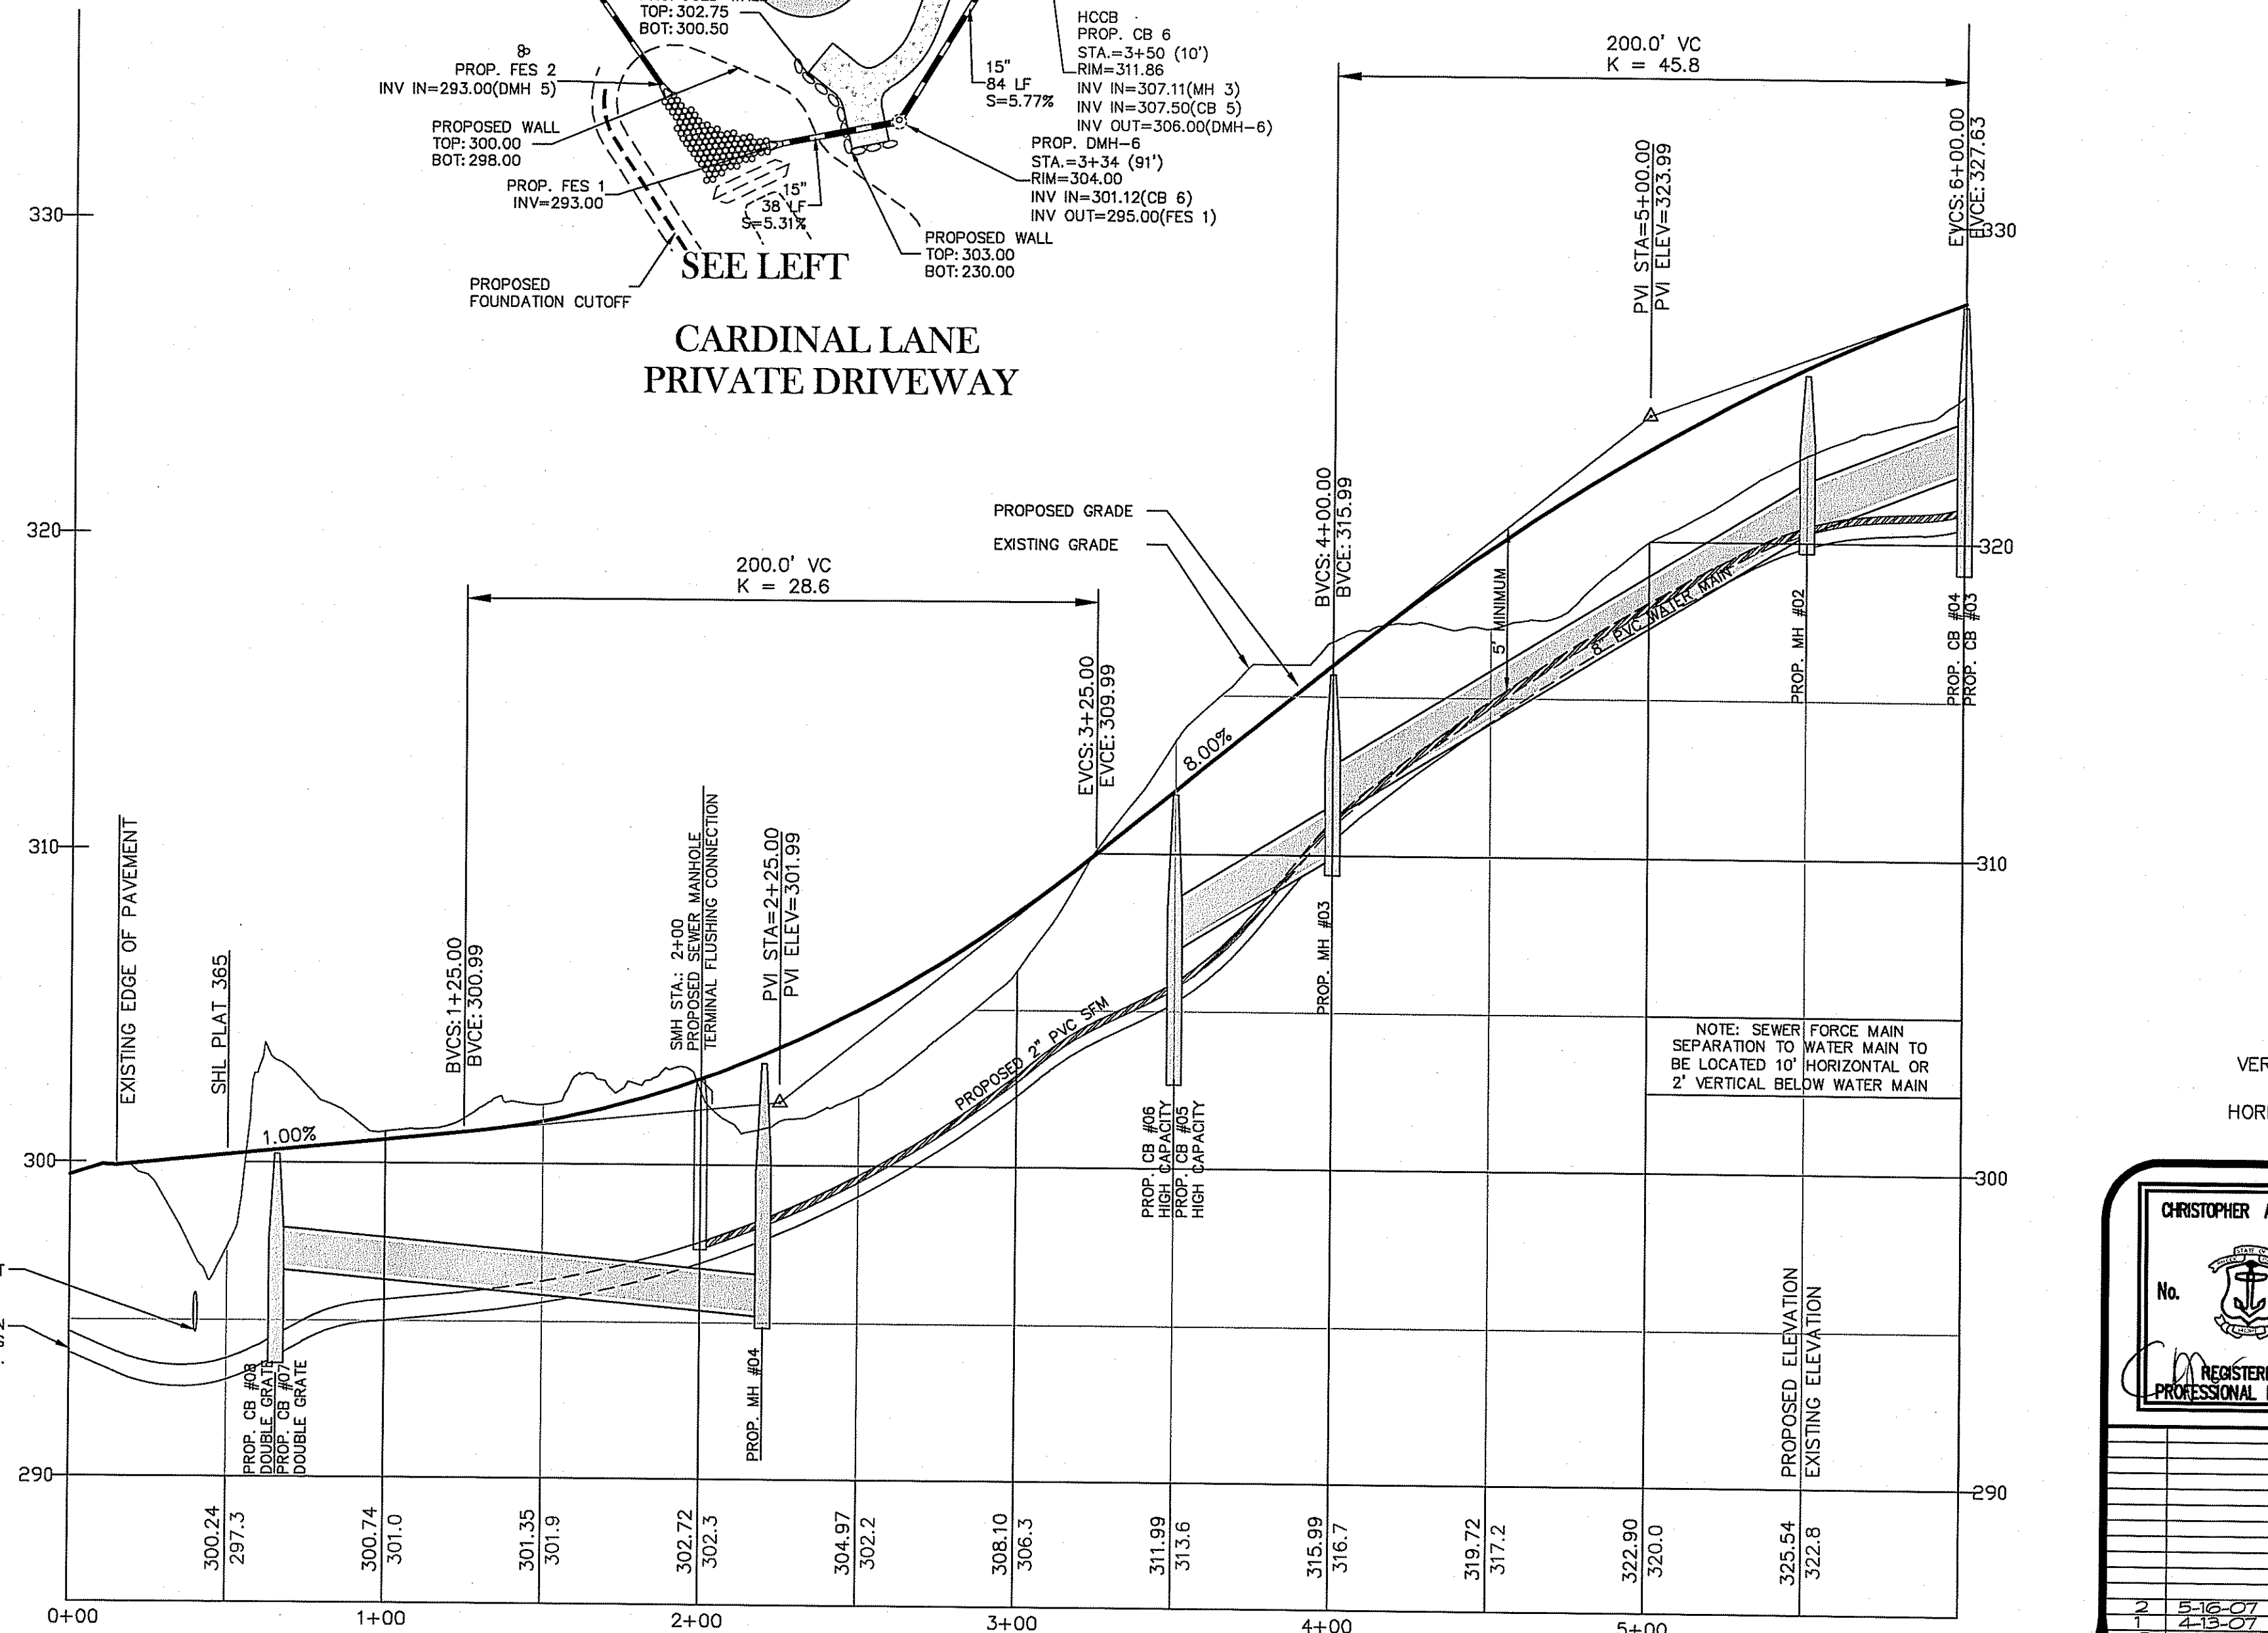 TOP: 302.75
BOT: 300.50
PROP. FES 2
INV IN=293.00(DMH 5)
PROPOSED WALL
TOP: 300.00
BOT: 298.00
PROP. FES 1
INV=293.00
15"
38 LF
S=5.31%
15"
84 LF
S=5.77%
HCCB
PROP. CB 6
STA.=3+50 (10')
RIM=311.86
INV IN=307.11(MH 3)
INV IN=307.50(CB 5)
INV OUT=306.00(DMH-6)
PROP. DMH-6
STA.=3+34 (91')
RIM=304.00
INV IN=301.12(CB 6)
INV OUT=295.00(FES 1)
PROPOSED WALL
TOP: 303.00
BOT: 230.00
SEE LEFT
PROPOSED
FOUNDATION CUTOFF
CARDINAL LANE
PRIVATE DRIVEWAY
200.0' VC
K = 45.8
PVI STA=5+00.00
PVI ELEV=323.99
EVCS: 6+00.00
EVCE: 327.63
330
330
320
320
310
310
300
300
290
290
PROPOSED GRADE
EXISTING GRADE
200.0' VC
K = 28.6
BVCS: 4+00.00
BVCE: 315.99
EVCS: 3+25.00
EVCE: 309.99
5' MINIMUM
8" PVC WATER MAIN
PROP. MH #02
PROP. CB #04
PROP. CB #03
8.00%
EXISTING EDGE OF PAVEMENT
SHL PLAT 365
BVCS: 1+25.00
BVCE: 300.99
SMH STA.: 2+00
PROPOSED SEWER MANHOLE
TERMINAL FLUSHING CONNECTION
PVI STA=2+25.00
PVI ELEV=301.99
1.00%
PROPOSED 2" PVC SFM
PROP. MH #03
PROP. CB #06
HIGH CAPACITY
PROP. CB #05
HIGH CAPACITY
NOTE: SEWER FORCE MAIN
SEPARATION TO WATER MAIN TO
BE LOCATED 10' HORIZONTAL OR
2' VERTICAL BELOW WATER MAIN
PROP. CB #08
DOUBLE GRATE
PROP. CB #07
DOUBLE GRATE
PROP. MH #04
PROPOSED ELEVATION
EXISTING ELEVATION
300.24
297.3
300.74
301.0
301.35
301.9
302.72
302.3
304.97
302.2
308.10
306.3
311.99
313.6
315.99
316.7
319.72
317.2
322.90
320.0
325.54
322.8
0+00
1+00
2+00
3+00
4+00
5+00
VER
HOR
CHRISTOPHER
No.
REGISTER
PROFESSIONAL
2 5-16-07
1 4-13-07